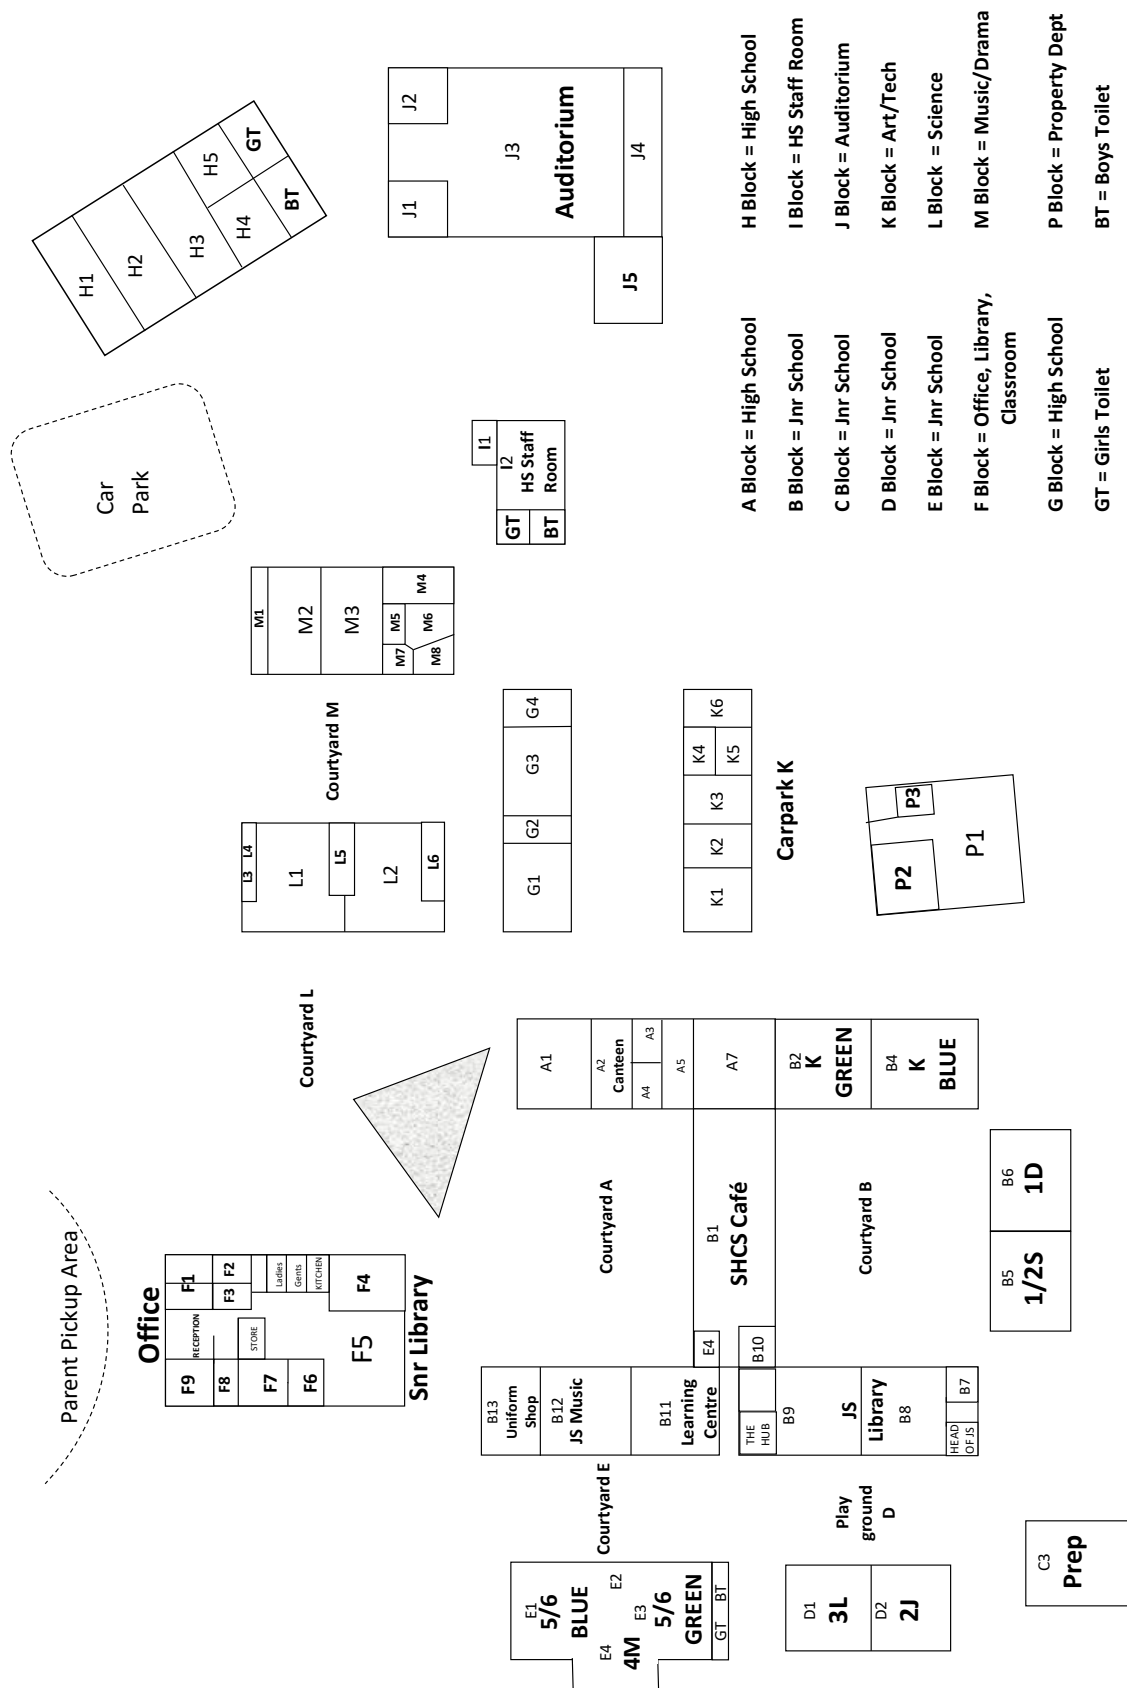 Parent Pickup Area
Office
F1
F2
F3
RECEPTION
F9
F8
F7
F6
STORE
Ladies
Gents
KITCHEN
F4
F5
Snr Library
Courtyard L
L3
L4
L1
L5
L2
L6
Courtyard M
M1
M2
M3
M4
M5
M6
M7
M8
Car
Park
H1
H2
H3
H4
H5
GT
BT
J1
J2
J3
Auditorium
J4
J5
I1
I2
HS Staff
Room
GT
BT
G1
G2
G3
G4
K1
K2
K3
K4
K5
K6
Carpark K
P1
P2
P3
A1
A2
Canteen
A3
A4
A5
A7
B2
K
GREEN
B4
K
BLUE
Courtyard A
B1
SHCS Café
Courtyard B
E4
B10
B13
Uniform
Shop
B12
JS Music
B11
Learning
Centre
THE
HUB
B9
JS
Library
B8
HEAD
OF JS
B7
B5
1/2S
B6
1D
Courtyard E
E1
5/6
BLUE
E2
E3
5/6
GREEN
E4
4M
GT
BT
Play
ground
D
D1
3L
D2
2J
C3
Prep
A Block = High School
B Block = Jnr School
C Block = Jnr School
D Block = Jnr School
E Block = Jnr School
F Block = Office, Library,
Classroom
G Block = High School
GT = Girls Toilet
H Block = High School
I Block = HS Staff Room
J Block = Auditorium
K Block = Art/Tech
L Block = Science
M Block = Music/Drama
P Block = Property Dept
BT = Boys Toilet